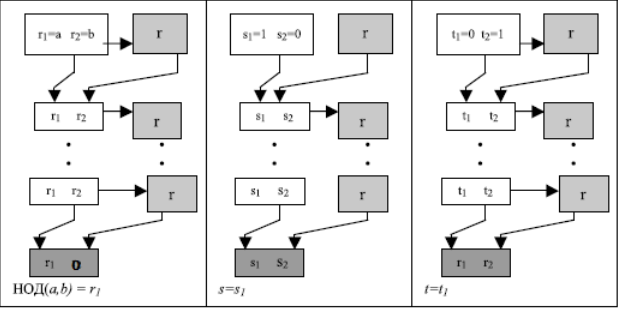 r₁=a r₂=b r
r₁ r₂ r
r₁ r₂ r
r₁ 0
НОД(a,b) = r₁
s₁=1 s₂=0 r
s₁ s₂ r
s₁ s₂ r
s₁ s₂
s=s₁
t₁=0 t₂=1 r
t₁ t₂ r
t₁ t₂ r
r₁ r₂
t=t₁